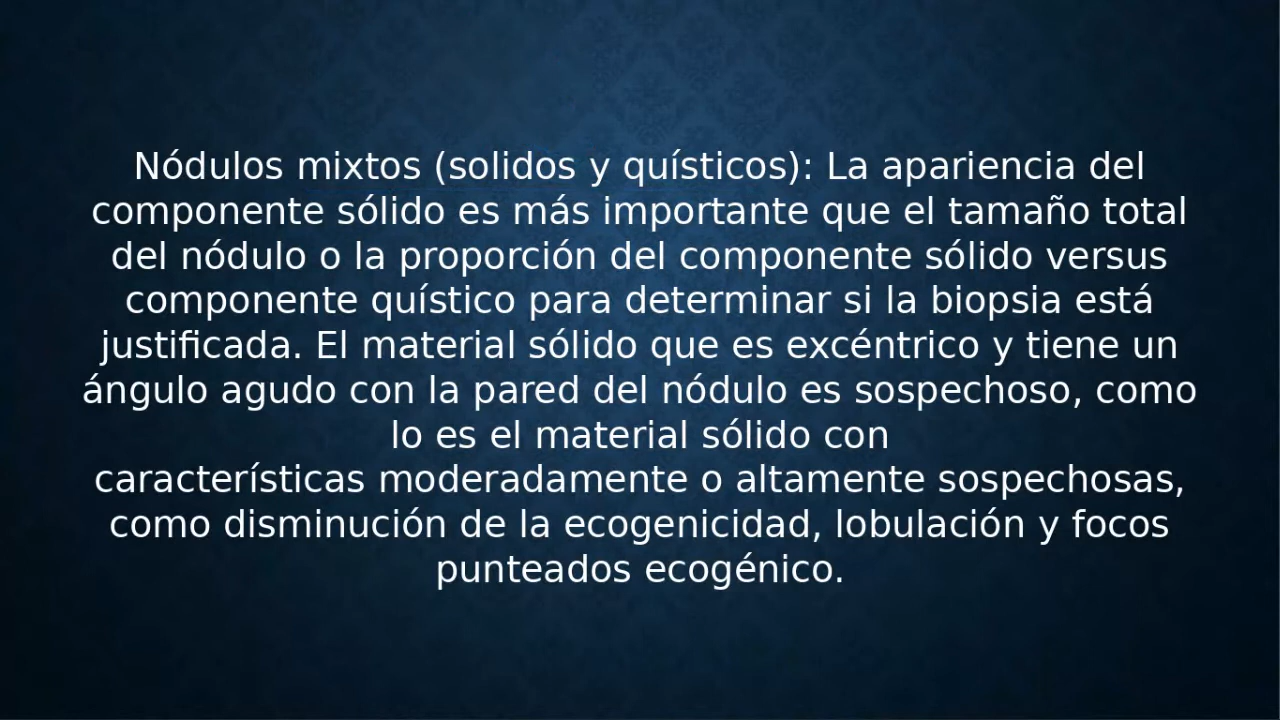 Nódulos mixtos (solidos y quísticos): La apariencia del
componente sólido es más importante que el tamaño total
del nódulo o la proporción del componente sólido versus
componente quístico para determinar si la biopsia está
justificada. El material sólido que es excéntrico y tiene un
ángulo agudo con la pared del nódulo es sospechoso, como
lo es el material sólido con
características moderadamente o altamente sospechosas,
como disminución de la ecogenicidad, lobulación y focos
punteados ecogénico.